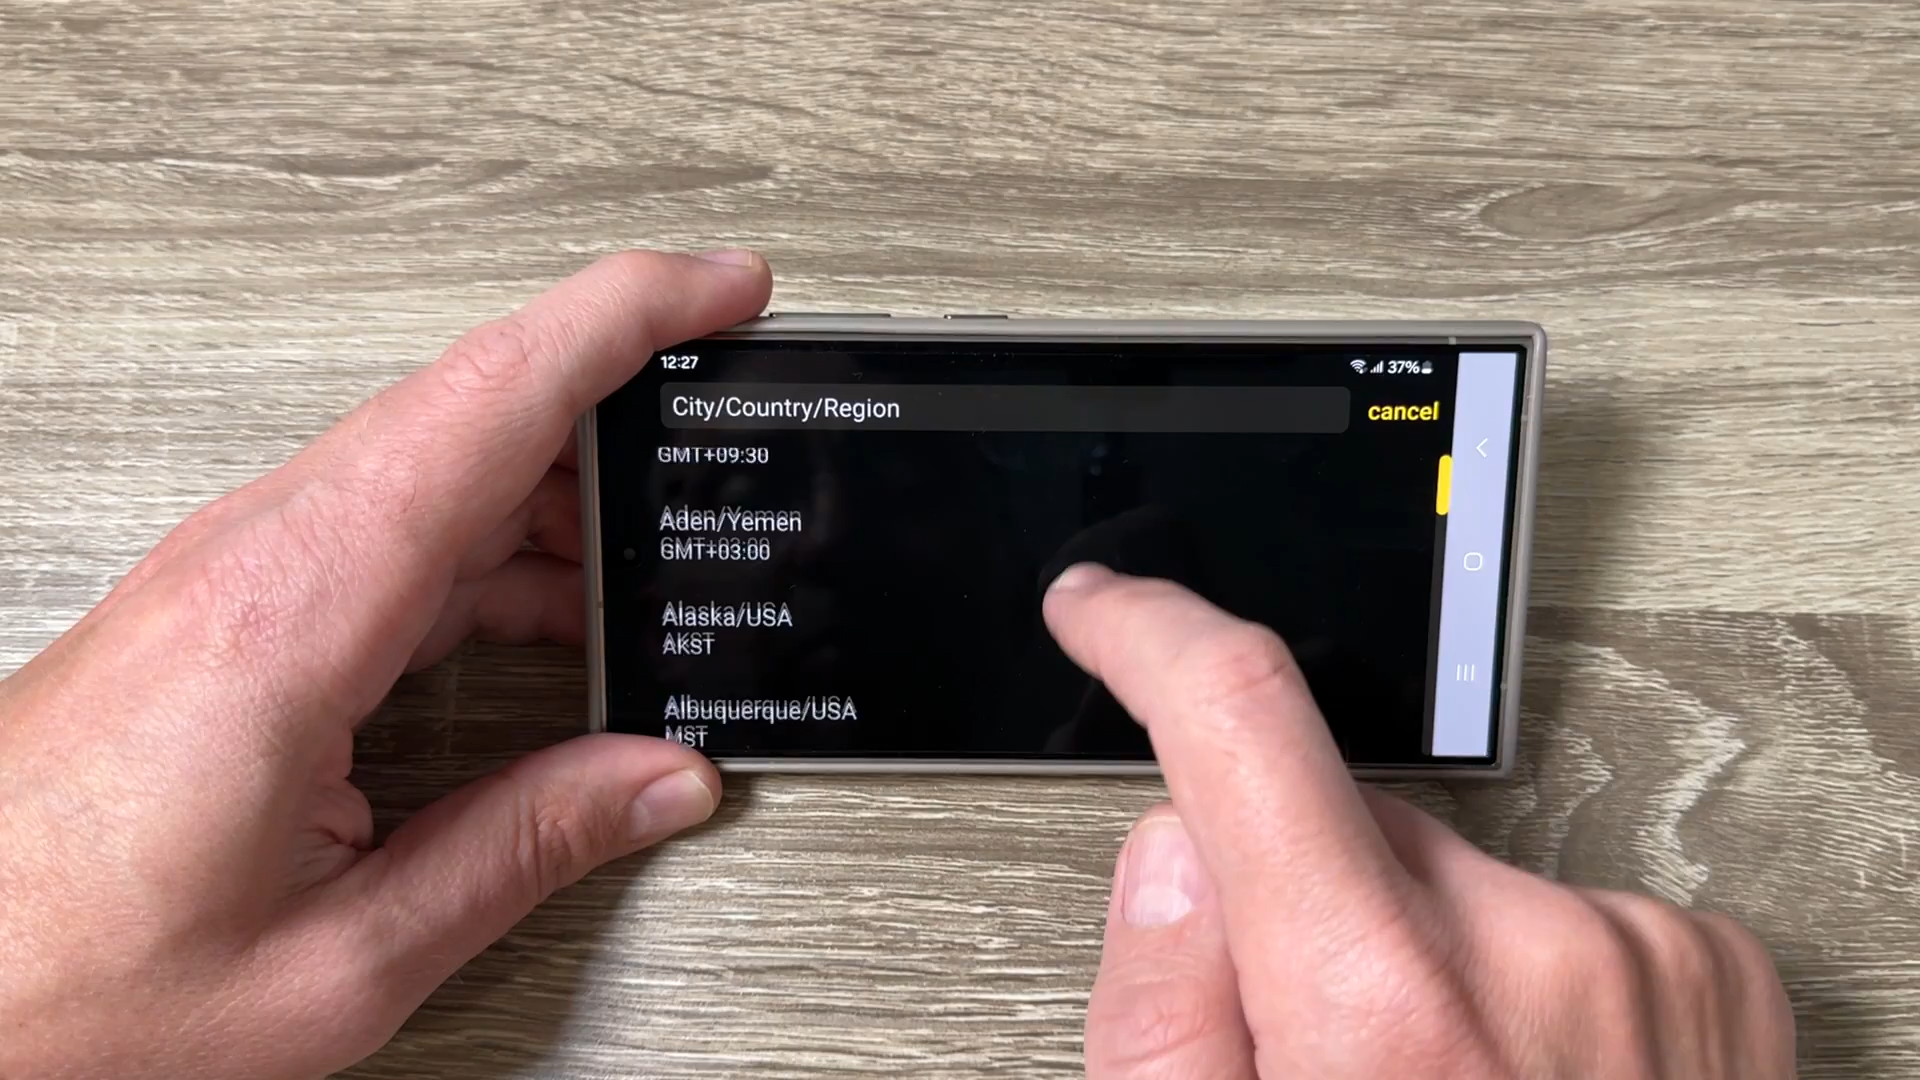 12:27
37%
City/Country/Region
cancel
GMT+09:30
Aden/Yemen
GMT+03:00
Alaska/USA
AKST
Albuquerque/USA
MST